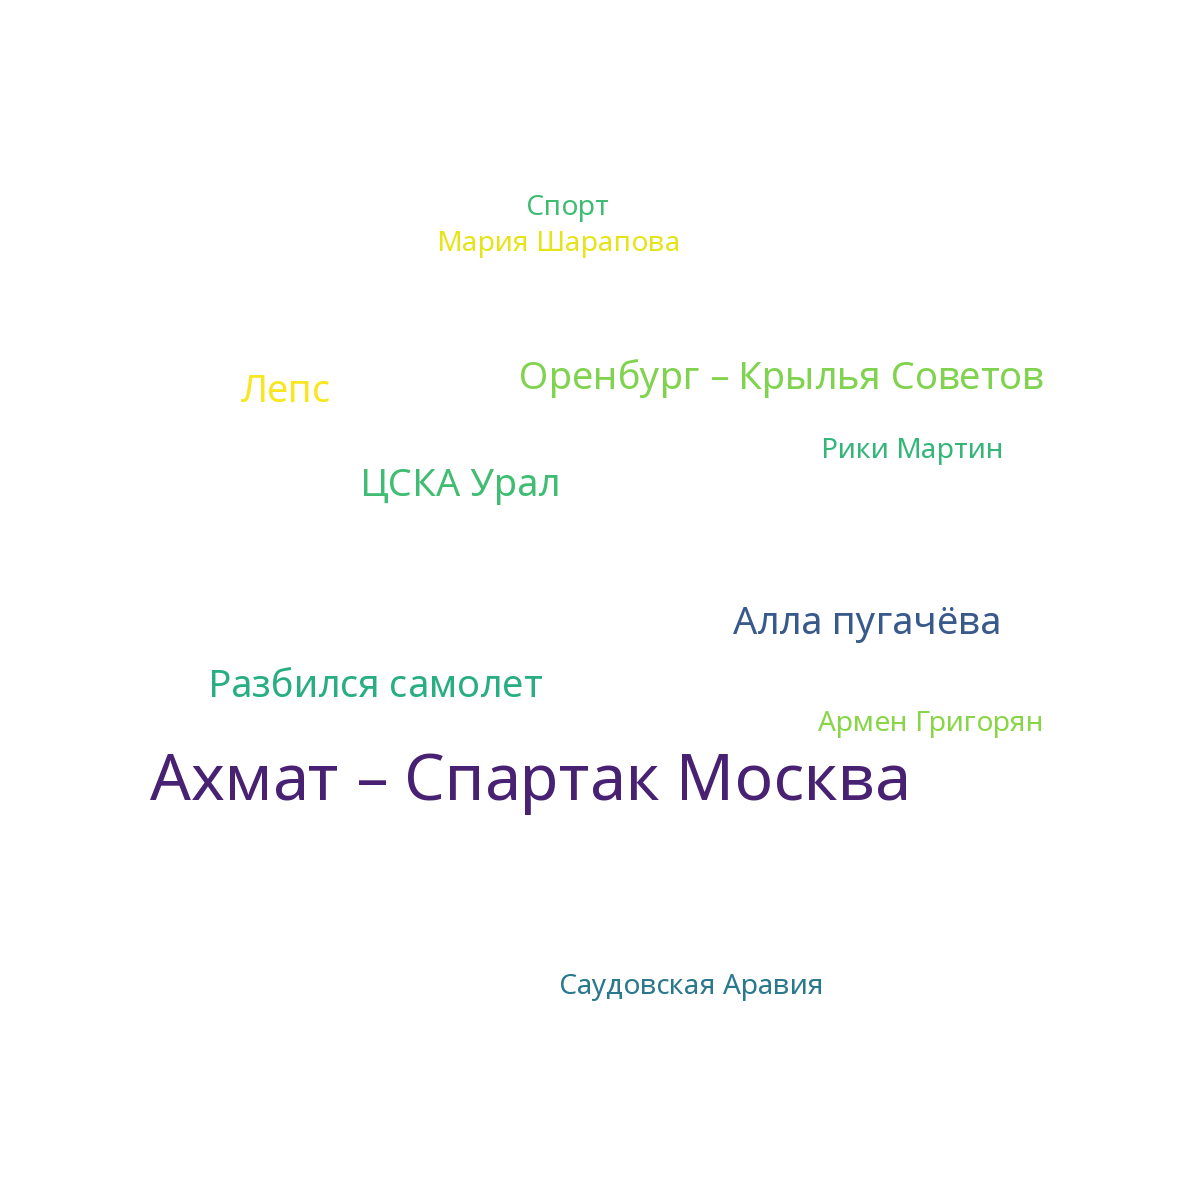 Спорт
Мария Шарапова
Оренбург – Крылья Советов
Лепс
Рики Мартин
ЦСКА Урал
Алла пугачёва
Разбился самолет
Армен Григорян
Ахмат – Спартак Москва
Саудовская Аравия